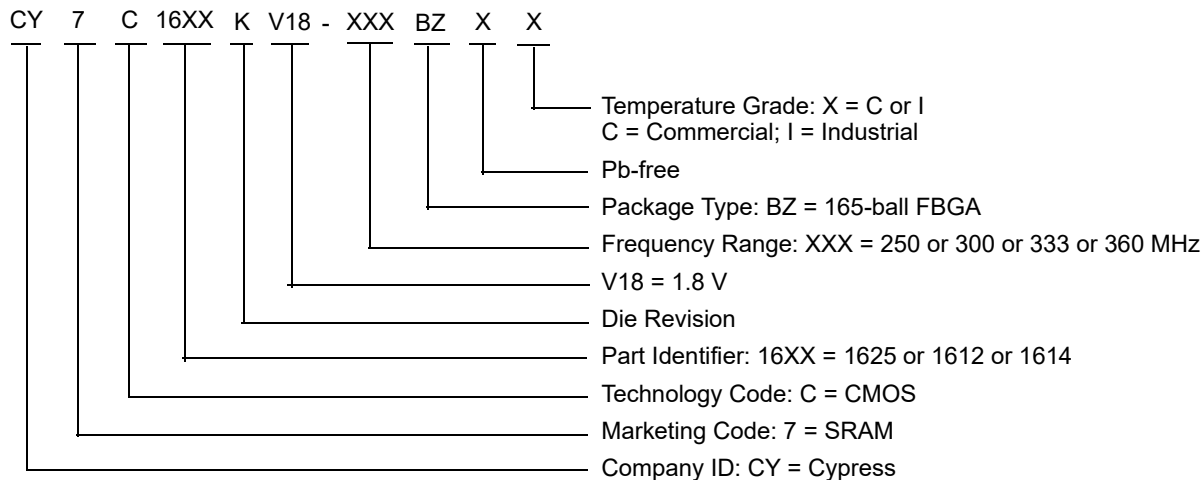 CY 7 C 16XX K V18 - XXX BZ X X
Temperature Grade: X = C or I
C = Commercial; I = Industrial
Pb-free
Package Type: BZ = 165-ball FBGA
Frequency Range: XXX = 250 or 300 or 333 or 360 MHz
V18 = 1.8 V
Die Revision
Part Identifier: 16XX = 1625 or 1612 or 1614
Technology Code: C = CMOS
Marketing Code: 7 = SRAM
Company ID: CY = Cypress